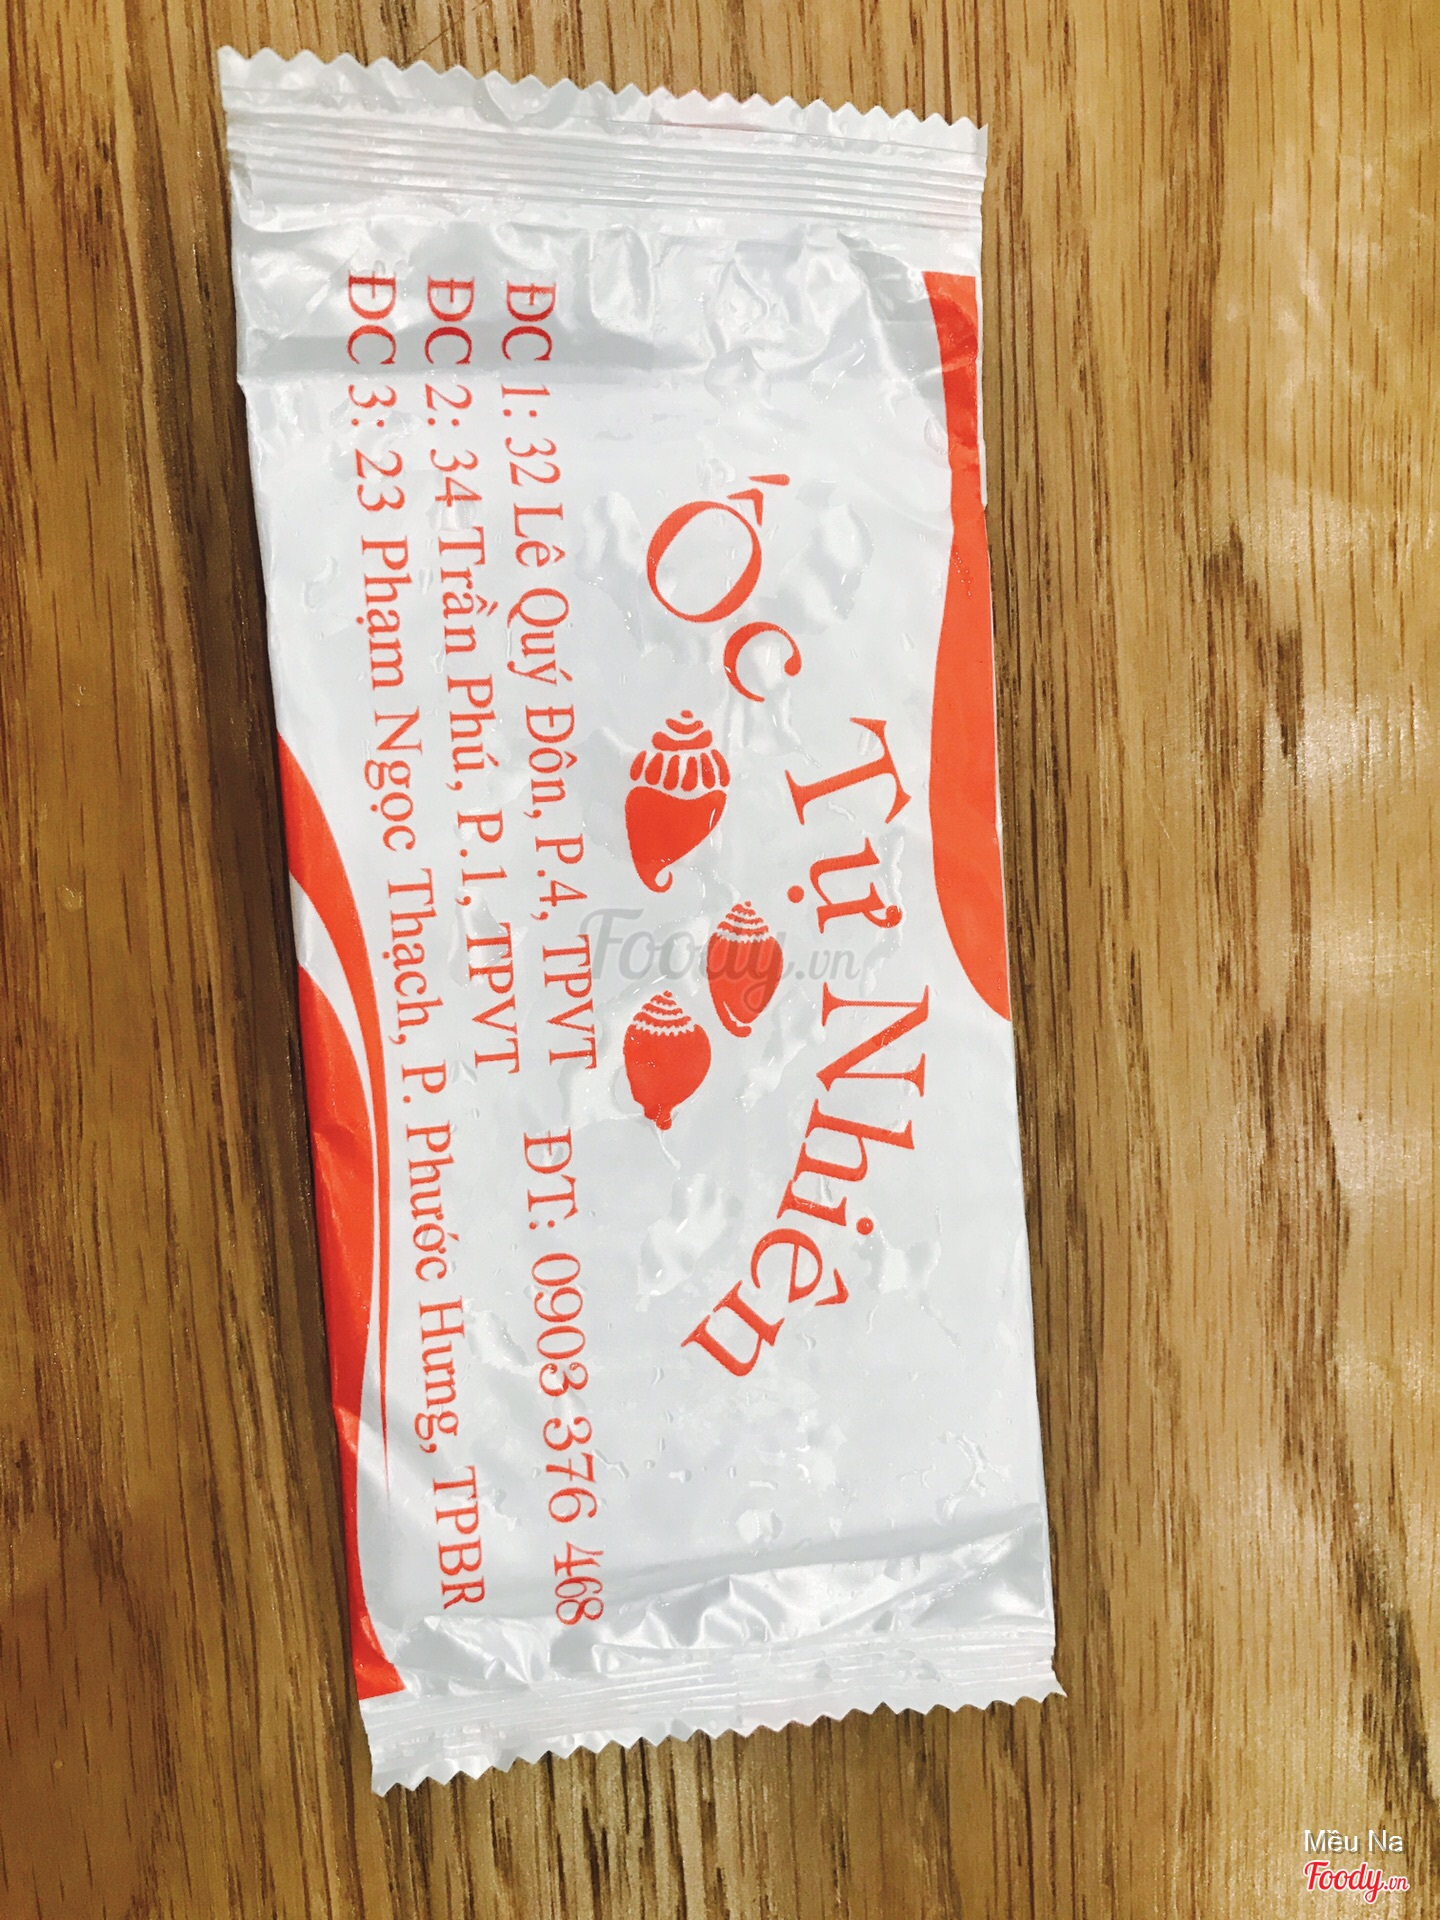 Ốc Tự Nhiên
ĐC 1: 32 Lê Quý Đôn, P.4, TPVT ĐT: 0903 376 468
ĐC 2: 34 Trần Phú, P.1, TPVT
ĐC 3: 23 Phạm Ngọc Thạch, P. Phước Hưng, TPBR
Foody.vn
Mều Na
Foody.vn